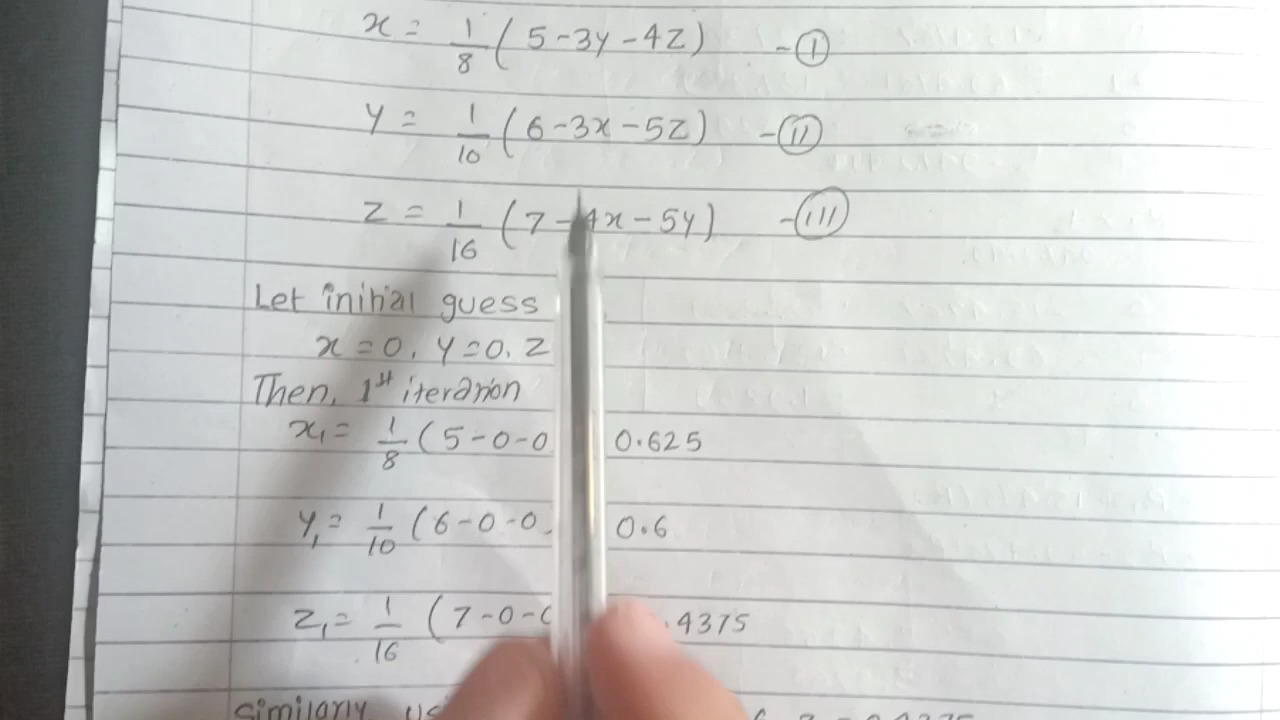 x = 1/8 ( 5 - 3y - 4z ) - (I)
y = 1/10 ( 6 - 3x - 5z ) - (II)
z = 1/16 ( 7 - 4x - 5y ) - (III)
Let initial guess
x = 0, y = 0, z
Then, 1st iteration
x₁ = 1/8 ( 5 - 0 - 0 0.625
y₁ = 1/10 ( 6 - 0 - 0 0.6
z₁ = 1/16 ( 7 - 0 - .4375
Similarly